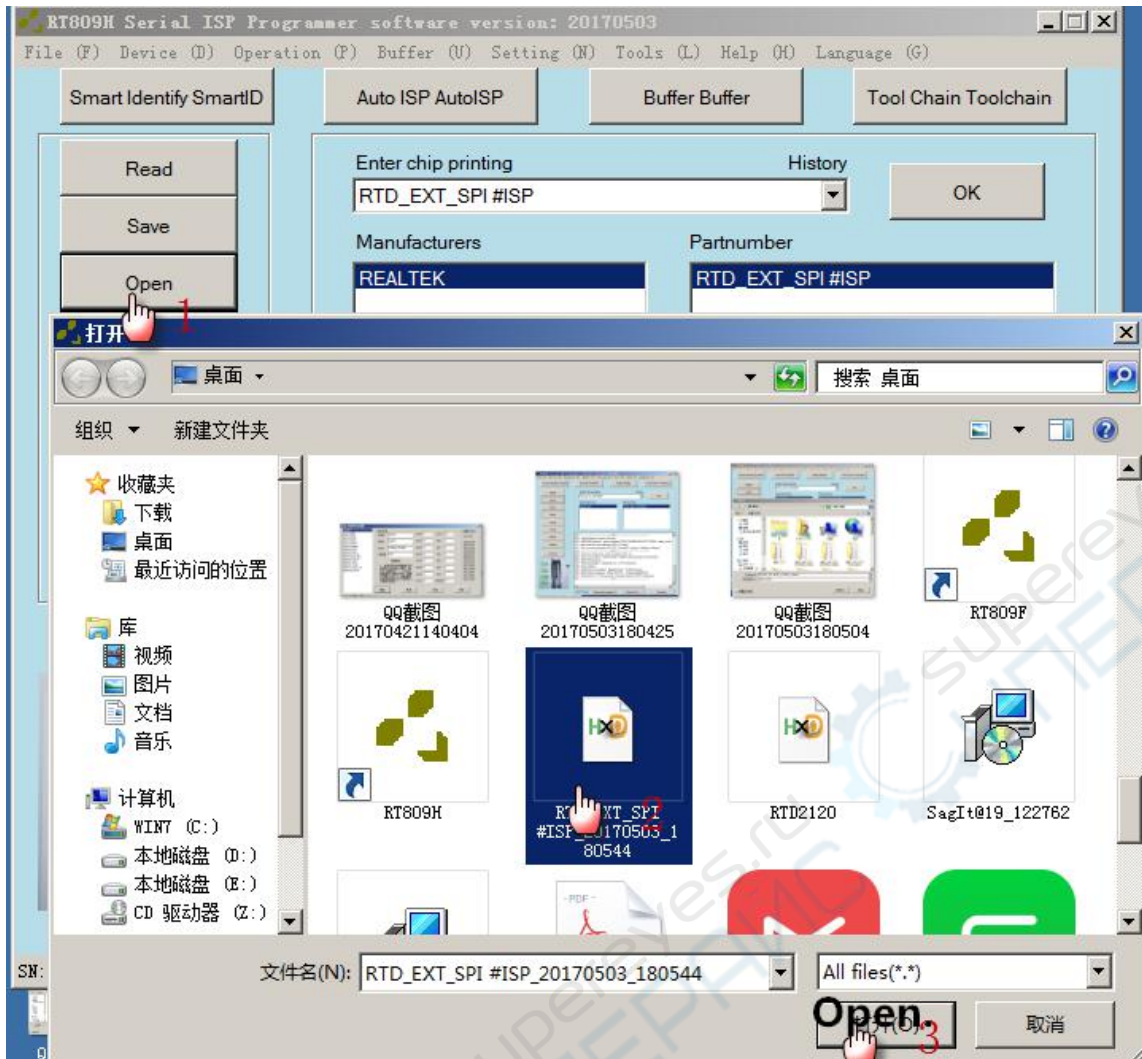 RT809H Serial ISP Programmer software version: 20170503
File (F) Device (D) Operation (P) Buffer (U) Setting (N) Tools (L) Help (H) Language (G)
Smart Identify SmartID
Auto ISP AutoISP
Buffer Buffer
Tool Chain Toolchain
Read
Save
Open
1
Enter chip printing
History
RTD_EXT_SPI #ISP
OK
Manufacturers
Partnumber
REALTEK
RTD_EXT_SPI #ISP
打开
桌面
搜索 桌面
组织
新建文件夹
收藏夹
下载
桌面
最近访问的位置
库
视频
图片
文档
音乐
计算机
WIN7 (C:)
本地磁盘 (D:)
本地磁盘 (E:)
CD 驱动器 (Z:)
QQ截图
20170421140404
QQ截图
20170503180425
QQ截图
20170503180504
RT809F
RT809H
#ISP_20170503_1
80544
2
RTD2120
SagIt@19_122762
PDF
SN:
文件名(N):
RTD_EXT_SPI #ISP_20170503_180544
All files(*.*)
Open.
3
取消
supereyes.ru